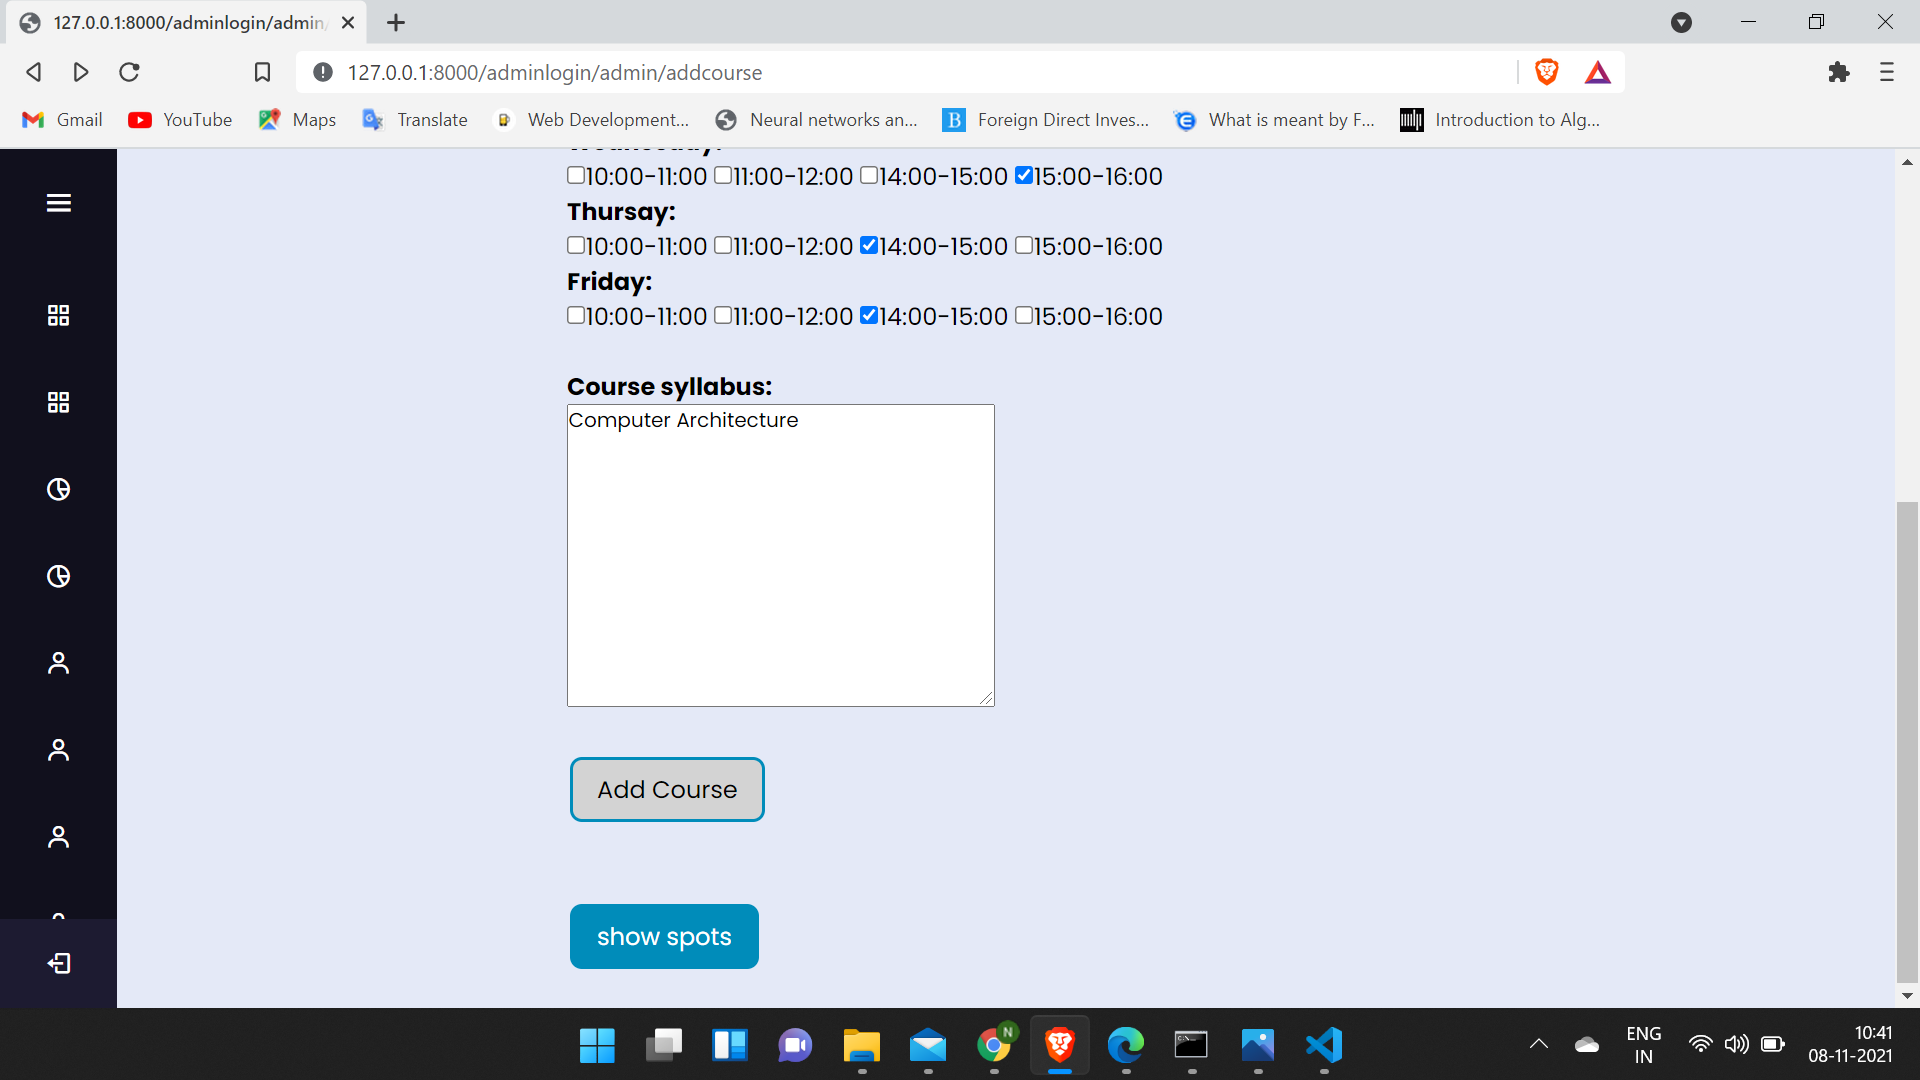 127.0.0.1:8000/adminlogin/admin/
127.0.0.1:8000/adminlogin/admin/addcourse
Gmail YouTube Maps Translate Web Development... Neural networks an... Foreign Direct Inves... What is meant by F... Introduction to Alg...
10:00-11:00 11:00-12:00 14:00-15:00 15:00-16:00
Thursay:
10:00-11:00 11:00-12:00 14:00-15:00 15:00-16:00
Friday:
10:00-11:00 11:00-12:00 14:00-15:00 15:00-16:00
Course syllabus:
Computer Architecture
Add Course
show spots
N
ENG
IN
10:41
08-11-2021